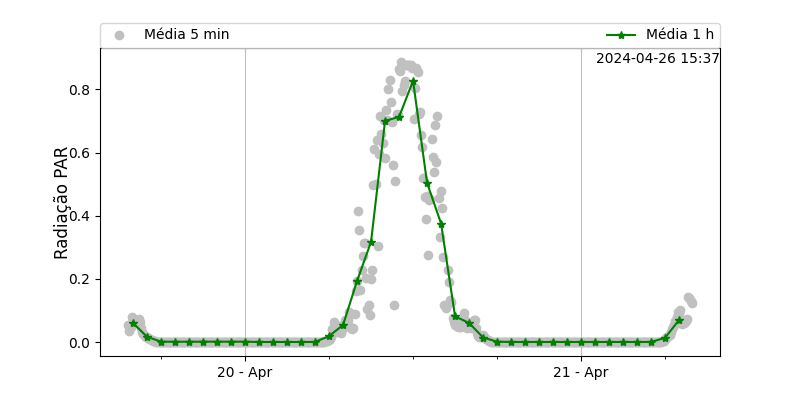 Média 5 min
Média 1 h
2024-04-26 15:37
Radiação PAR
0.8
0.6
0.4
0.2
0.0
20 - Apr
21 - Apr